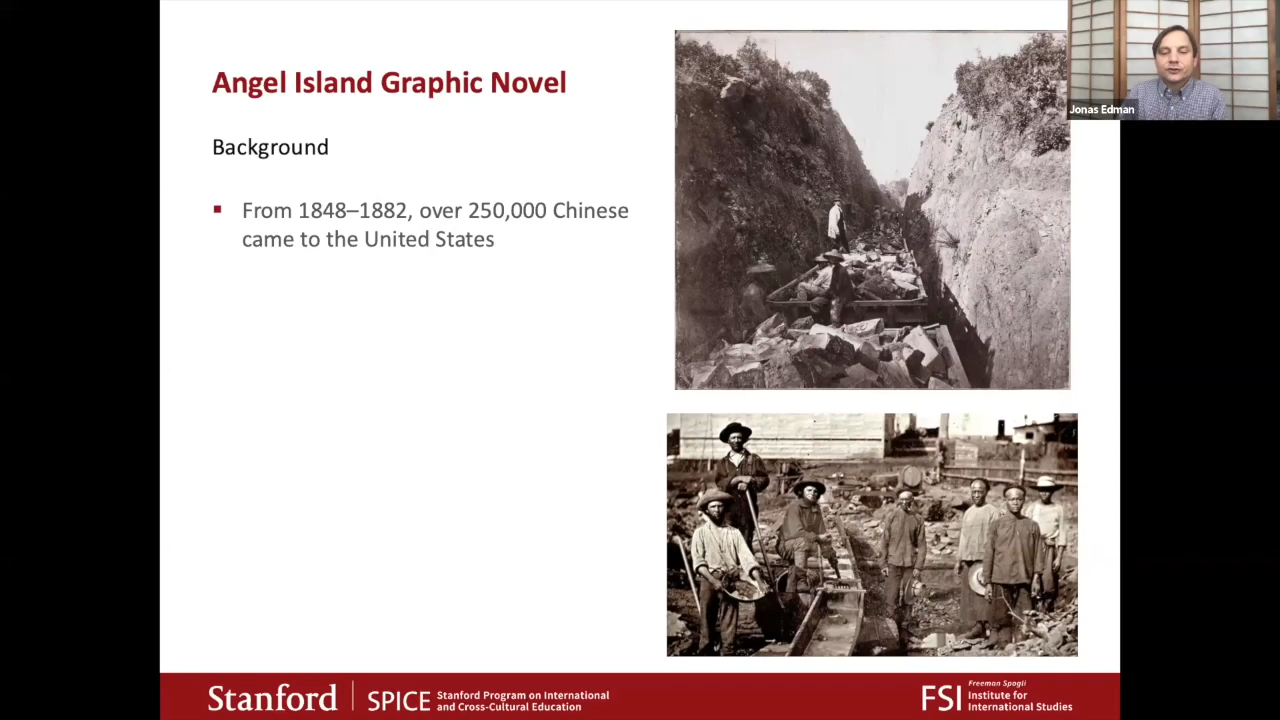 Angel Island Graphic Novel
Background
▪ From 1848–1882, over 250,000 Chinese
came to the United States
Jonas Edman
Stanford
SPICE
Stanford Program on International
and Cross-Cultural Education
FSI
Freeman Spogli
Institute for
International Studies